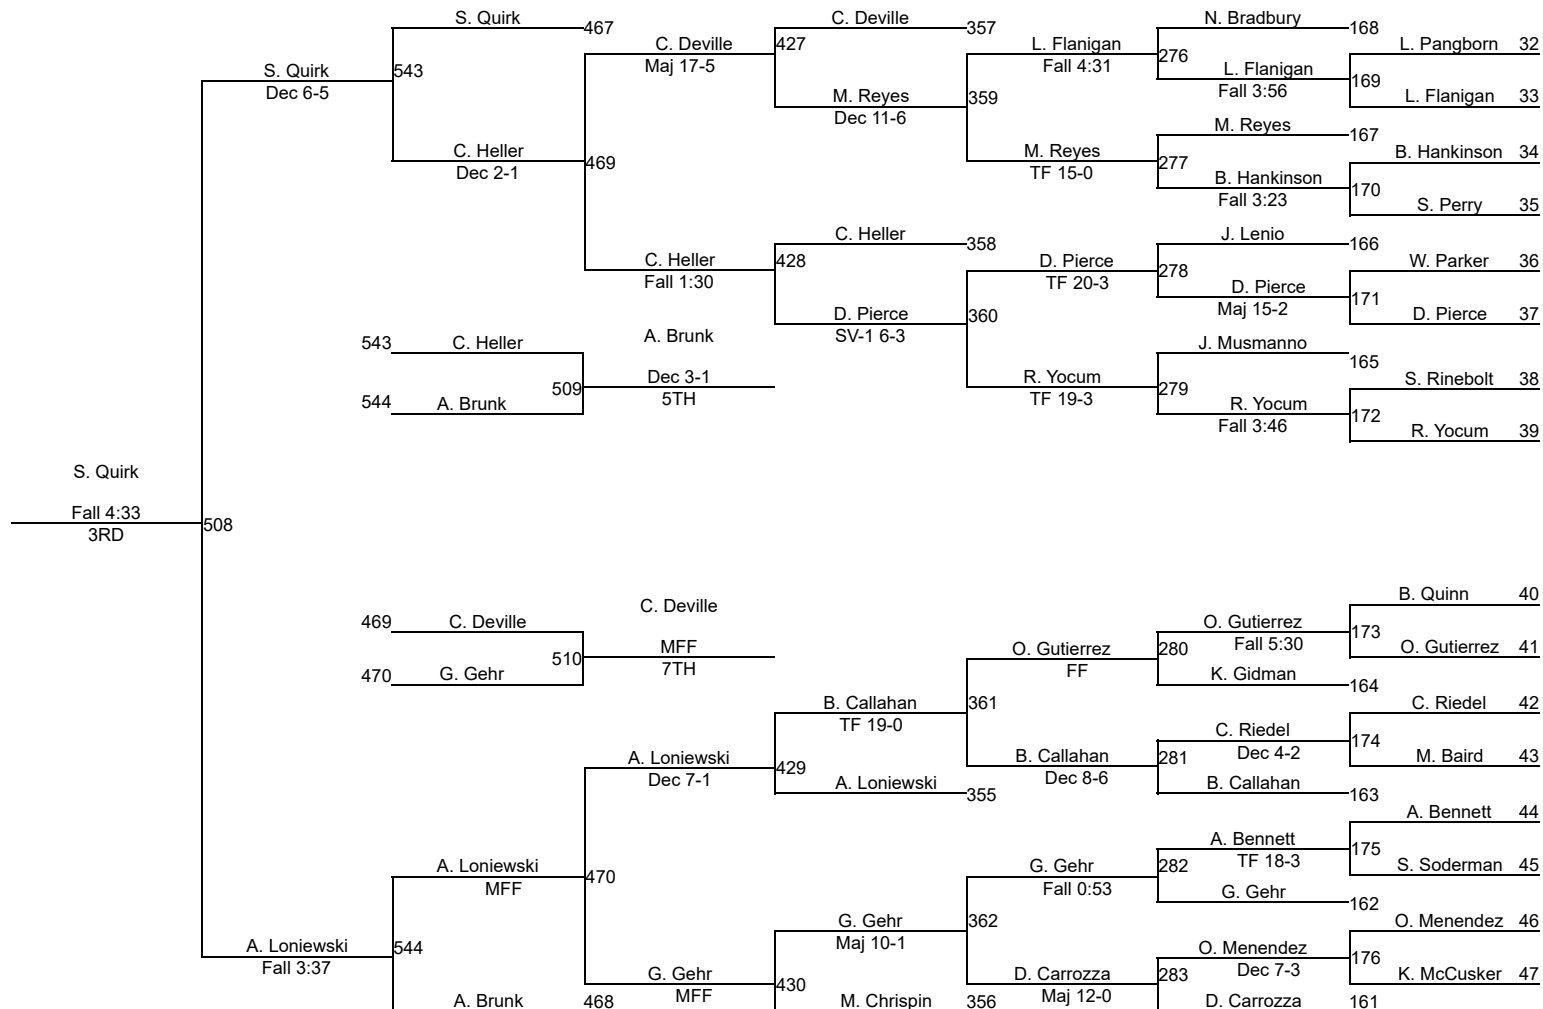 S. Quirk
467
C. Deville
357
N. Bradbury
168
C. Deville
427
L. Flanigan
L. Pangborn 32
Maj 17-5
Fall 4:31
276
S. Quirk
543
L. Flanigan
169
Dec 6-5
Fall 3:56
M. Reyes
359
L. Flanigan 33
Dec 11-6
M. Reyes
167
C. Heller
469
M. Reyes
277
B. Hankinson 34
Dec 2-1
TF 15-0
B. Hankinson
170
Fall 3:23
S. Perry 35
C. Heller
358
J. Lenio
166
C. Heller
428
D. Pierce
278
W. Parker 36
Fall 1:30
TF 20-3
D. Pierce
171
Maj 15-2
D. Pierce
360
D. Pierce 37
SV-1 6-3
A. Brunk
543
C. Heller
J. Musmanno
165
Dec 3-1
R. Yocum
279
S. Rinebolt 38
509
5TH
TF 19-3
544
A. Brunk
R. Yocum
172
Fall 3:46
R. Yocum 39
S. Quirk
Fall 4:33
508
3RD
B. Quinn 40
C. Deville
469
C. Deville
O. Gutierrez
173
Fall 5:30
MFF
O. Gutierrez
280
O. Gutierrez 41
510
7TH
FF
470
G. Gehr
K. Gidman
164
B. Callahan
361
C. Riedel 42
TF 19-0
C. Riedel
174
Dec 4-2
A. Loniewski
429
B. Callahan
281
M. Baird 43
Dec 7-1
Dec 8-6
A. Loniewski
355
B. Callahan
163
A. Bennett 44
A. Bennett
175
TF 18-3
A. Loniewski
470
G. Gehr
282
S. Soderman 45
MFF
Fall 0:53
G. Gehr
162
G. Gehr
362
O. Menendez 46
Maj 10-1
A. Loniewski
544
O. Menendez
176
Fall 3:37
Dec 7-3
G. Gehr
430
D. Carrozza
283
K. McCusker 47
MFF
Maj 12-0
A. Brunk
468
M. Chrispin
356
D. Carrozza
161